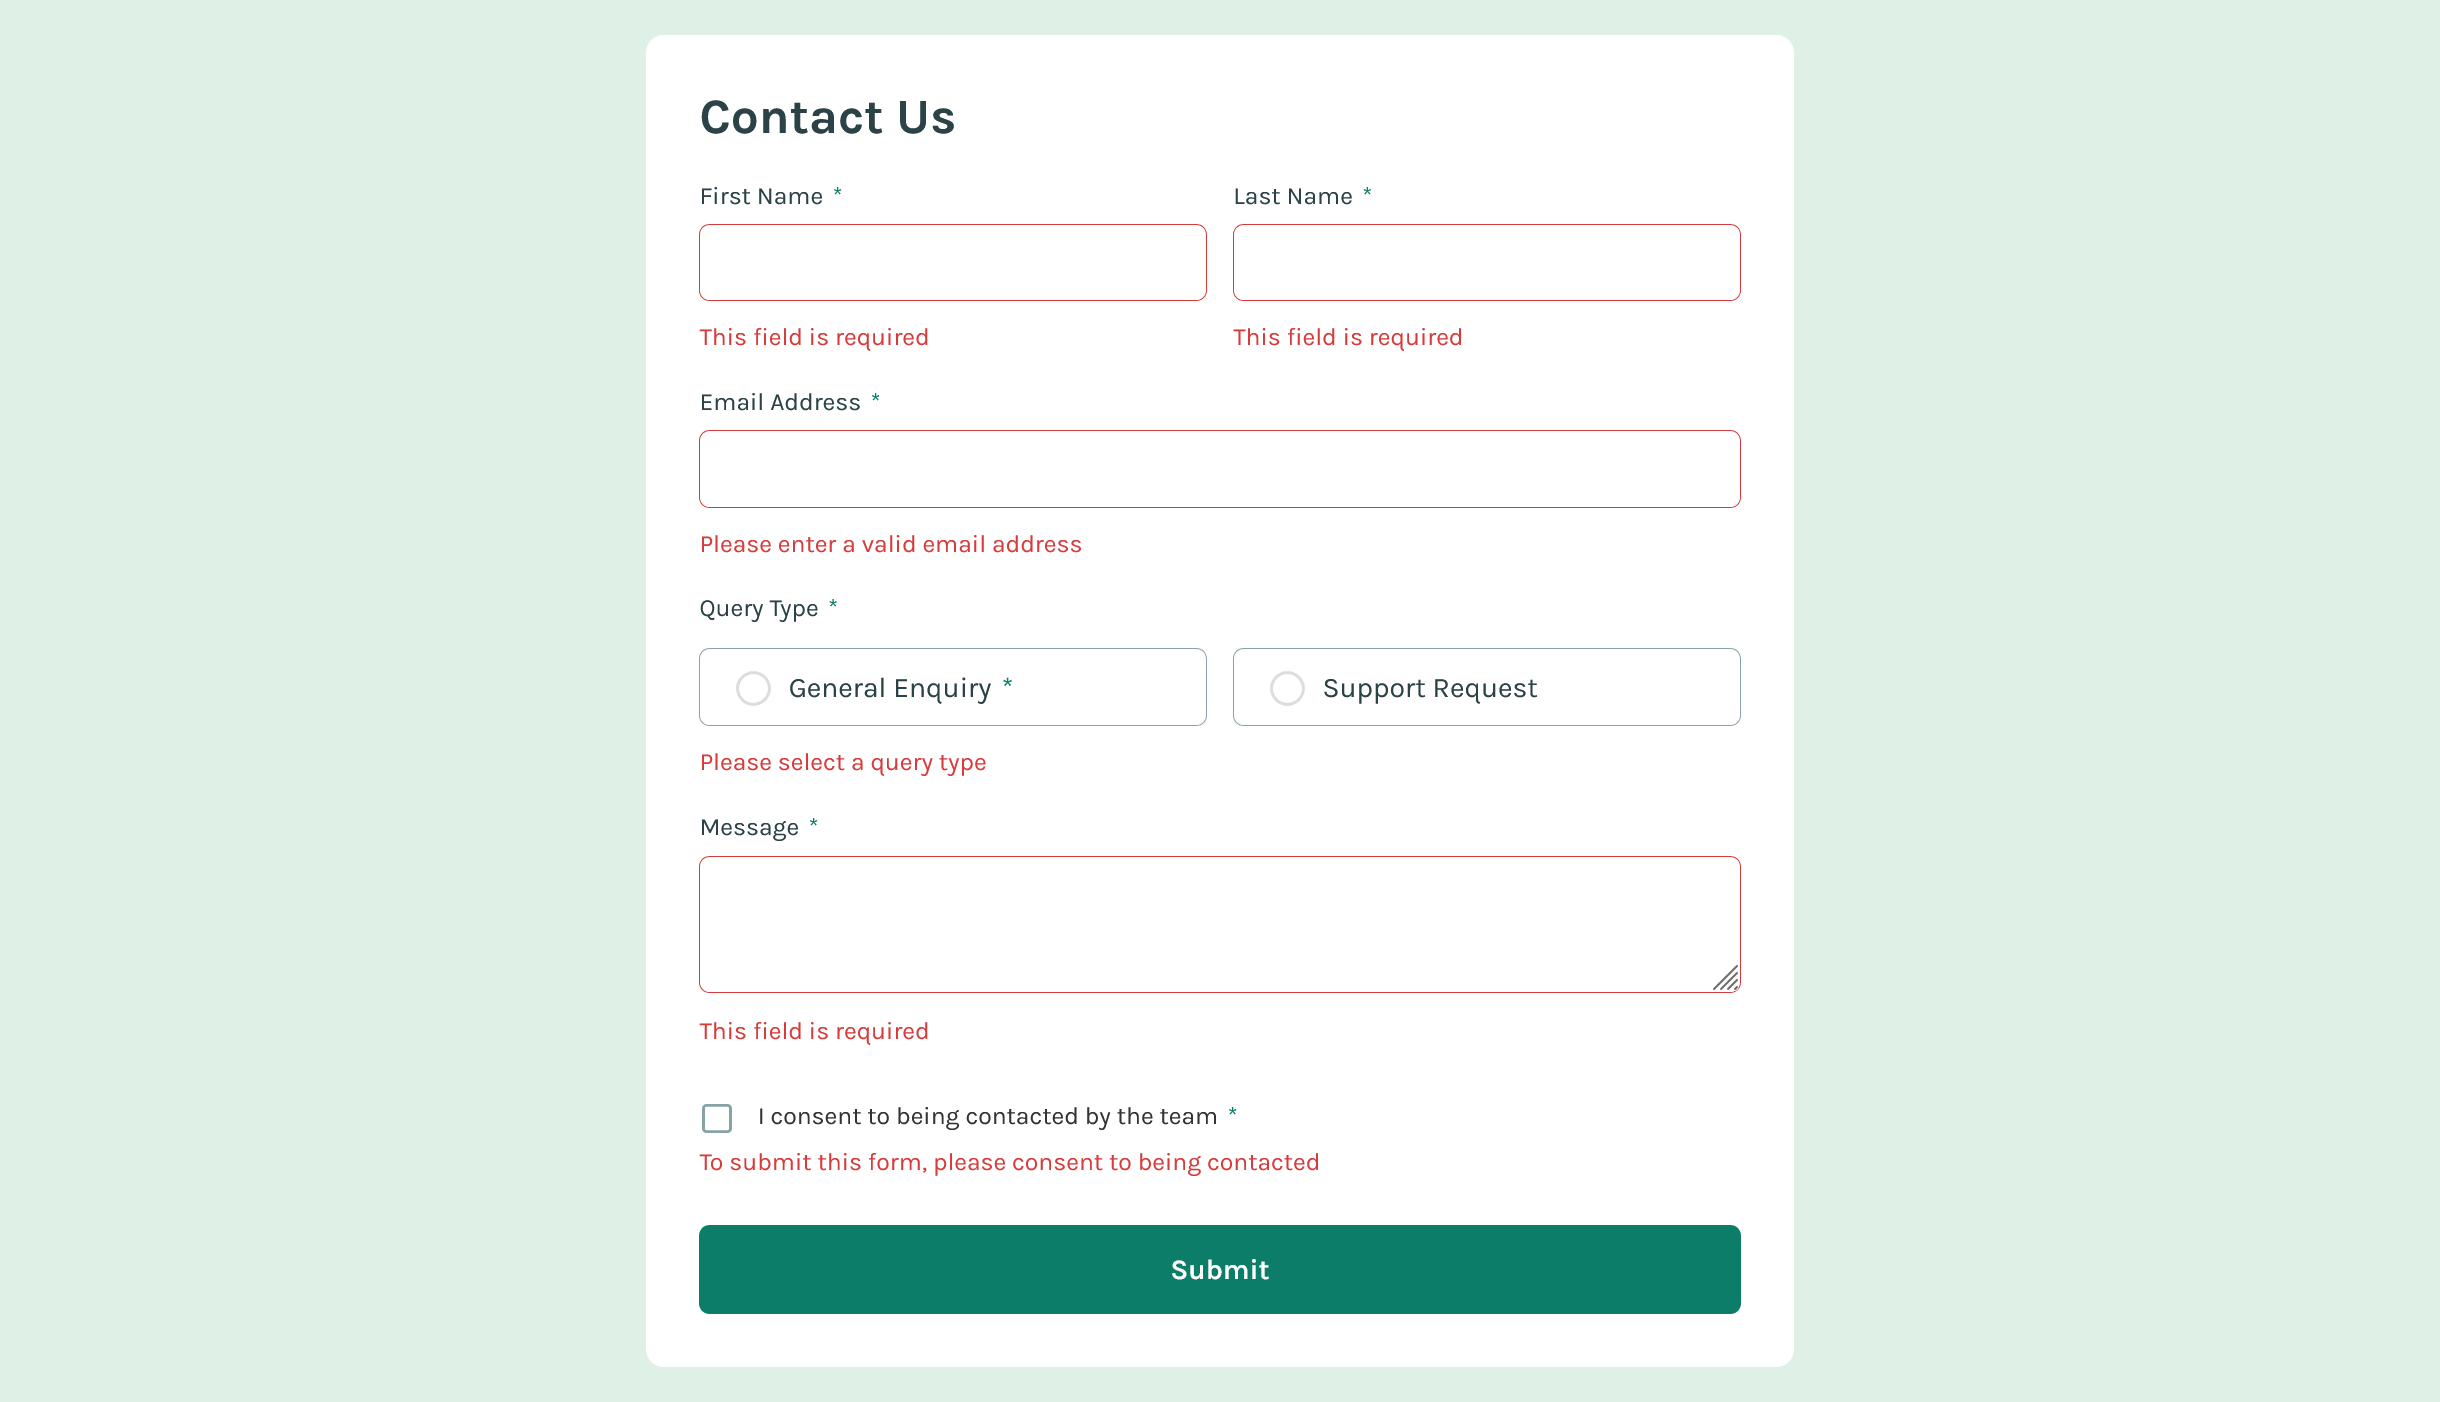 Contact Us
First Name *
Last Name *
This field is required
This field is required
Email Address *
Please enter a valid email address
Query Type *
General Enquiry *
Support Request
Please select a query type
Message *
This field is required
I consent to being contacted by the team *
To submit this form, please consent to being contacted
Submit